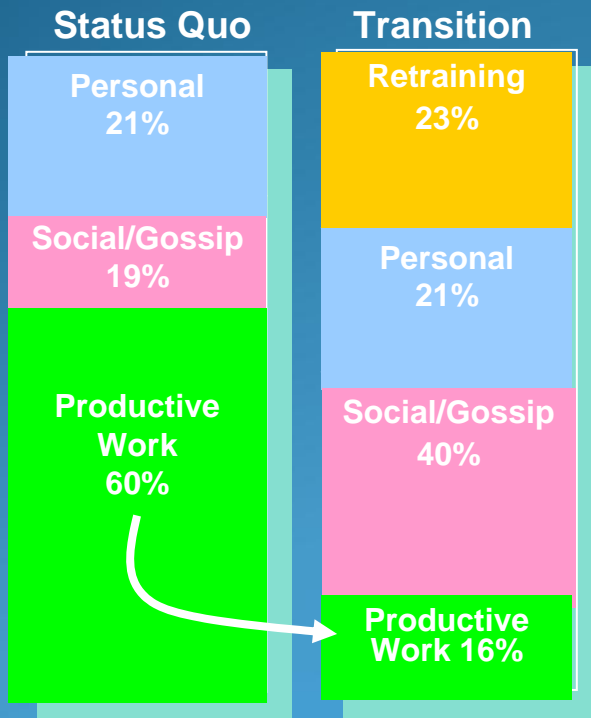 Status Quo
Personal
21%
Social/Gossip
19%
Productive
Work
60%
Transition
Retraining
23%
Personal
21%
Social/Gossip
40%
Productive
Work 16%